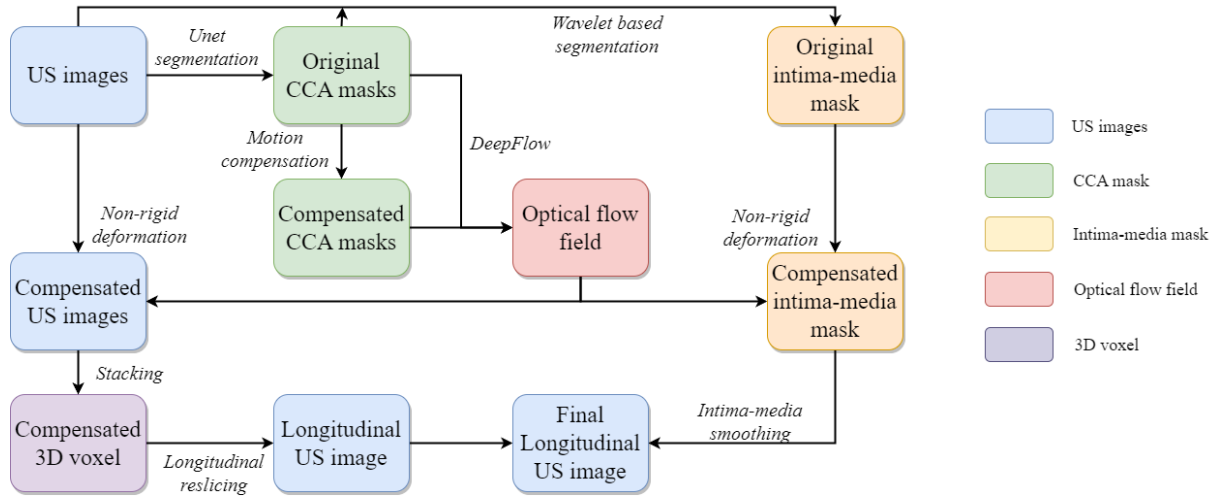 Wavelet based
segmentation
US images
Unet
segmentation
Original
CCA masks
Original
intima-media
mask
Motion
compensation
DeepFlow
Non-rigid
deformation
Compensated
CCA masks
Optical flow
field
Non-rigid
deformation
Compensated
US images
Compensated
intima-media
mask
Stacking
Compensated
3D voxel
Longitudinal
reslicing
Longitudinal
US image
Final
Longitudinal
US image
Intima-media
smoothing
US images
CCA mask
Intima-media mask
Optical flow field
3D voxel